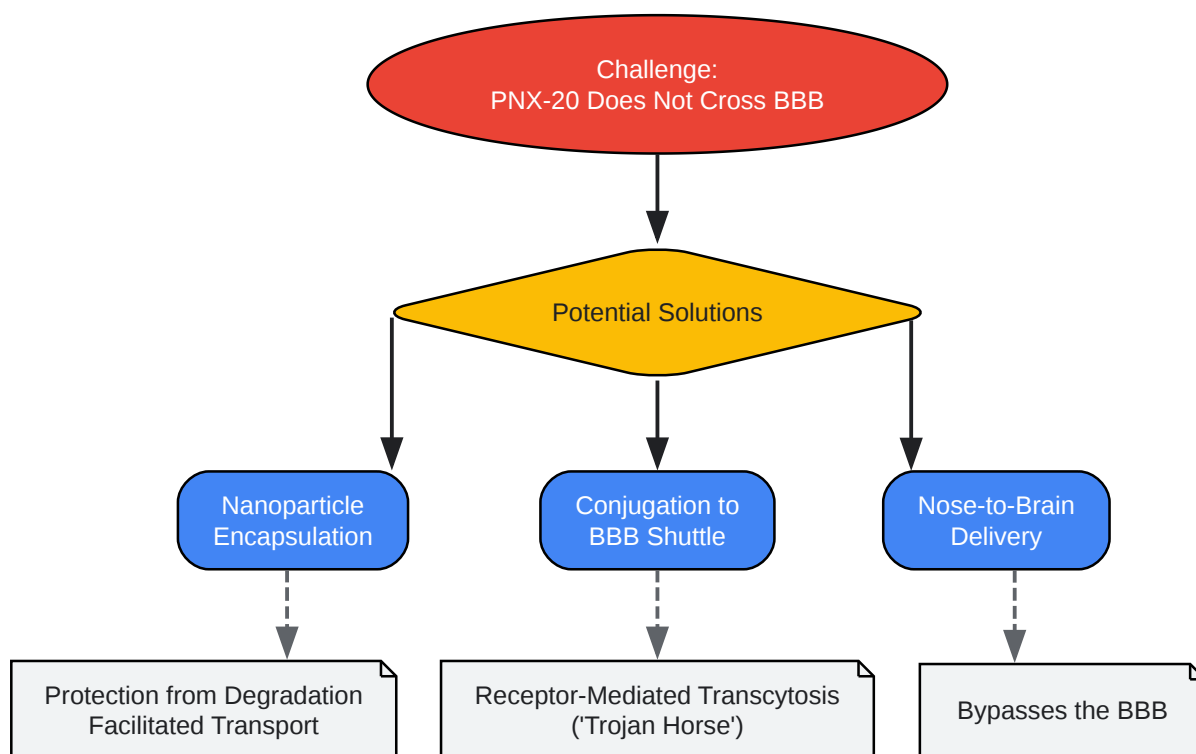 Challenge:
PNX-20 Does Not Cross BBB
Potential Solutions
Nanoparticle
Encapsulation
Conjugation to
BBB Shuttle
Nose-to-Brain
Delivery
Protection from Degradation
Facilitated Transport
Receptor-Mediated Transcytosis
('Trojan Horse')
Bypasses the BBB